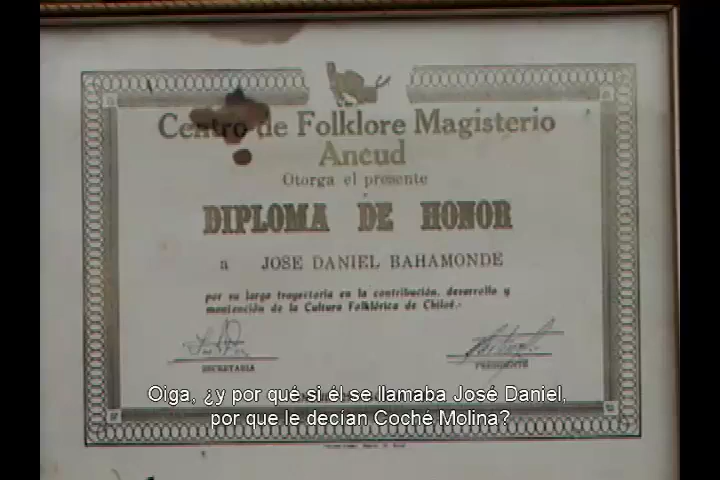 Centro de Folklore Magisterio
Ancud
Otorga el presente
DIPLOMA DE HONOR
a JOSE DANIEL BAHAMONDE
por su larga trayectoria en la contribución, desarrollo y
mantención de la Cultura Folklórica de Chiloé.-
SECRETARIA
PRESIDENTE
Oiga, ¿y por qué si él se llamaba José Daniel,
por que le decían Coché Molina?